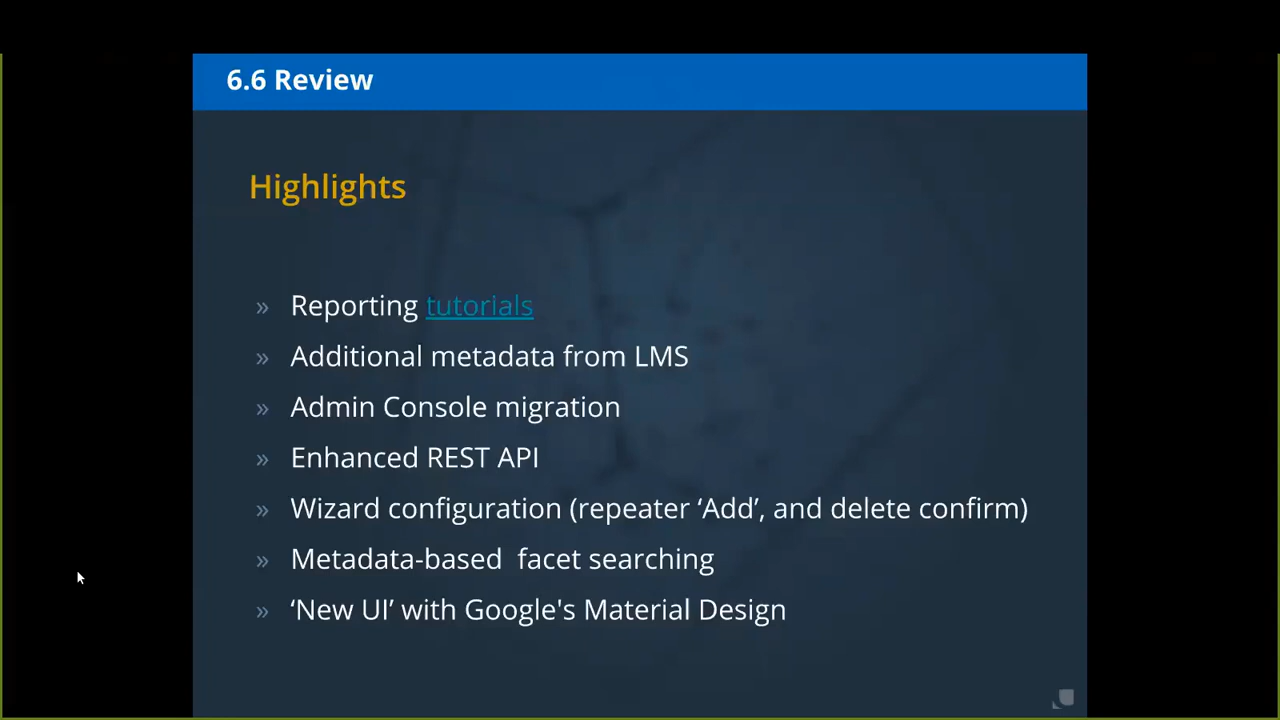 6.6 Review
Highlights
» Reporting tutorials
» Additional metadata from LMS
» Admin Console migration
» Enhanced REST API
» Wizard configuration (repeater ‘Add’, and delete confirm)
» Metadata-based  facet searching
» ‘New UI’ with Google's Material Design